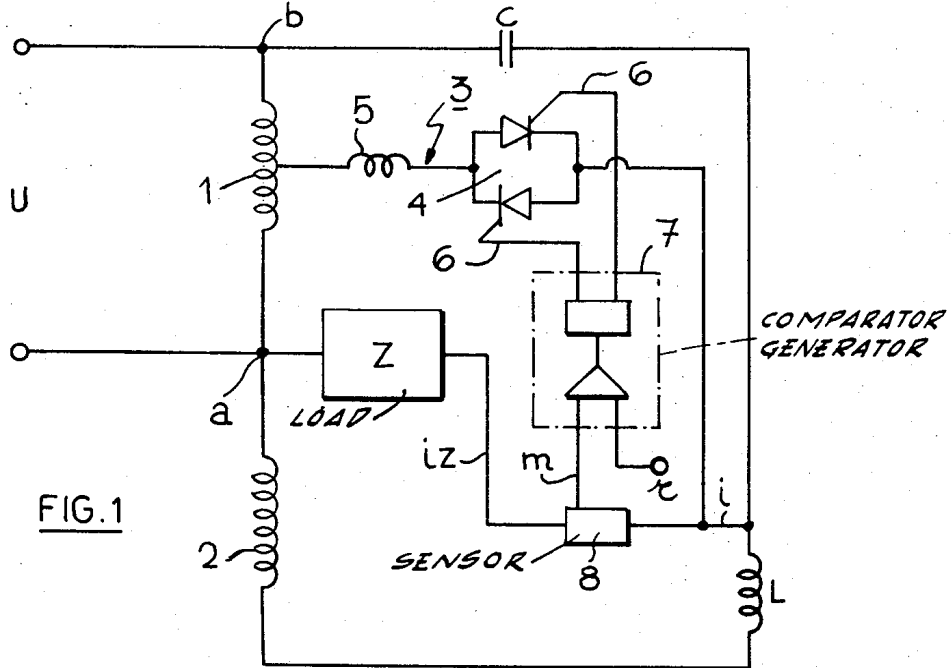 b
C
6
3
5
U
1
4
7
6
COMPARATOR
GENERATOR
Z
LOAD
a
iz
m
r
i
FIG.1
2
SENSOR
8
L